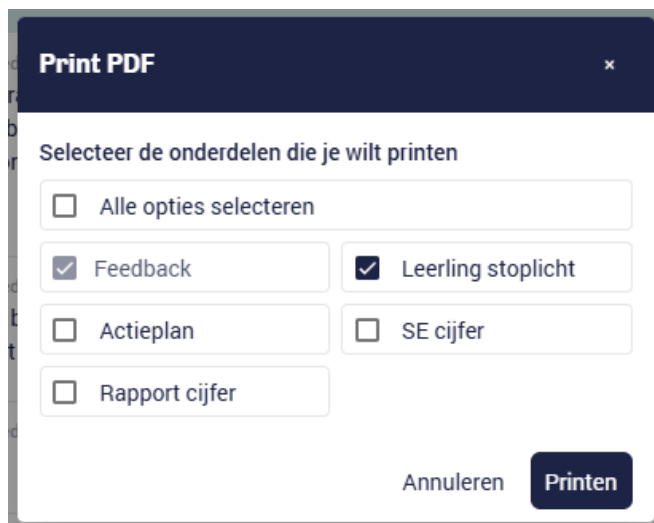 Print PDF
Selecteer de onderdelen die je wilt printen
Alle opties selecteren
Feedback
Leerling stoplicht
Actieplan
SE cijfer
Rapport cijfer
Annuleren
Printen